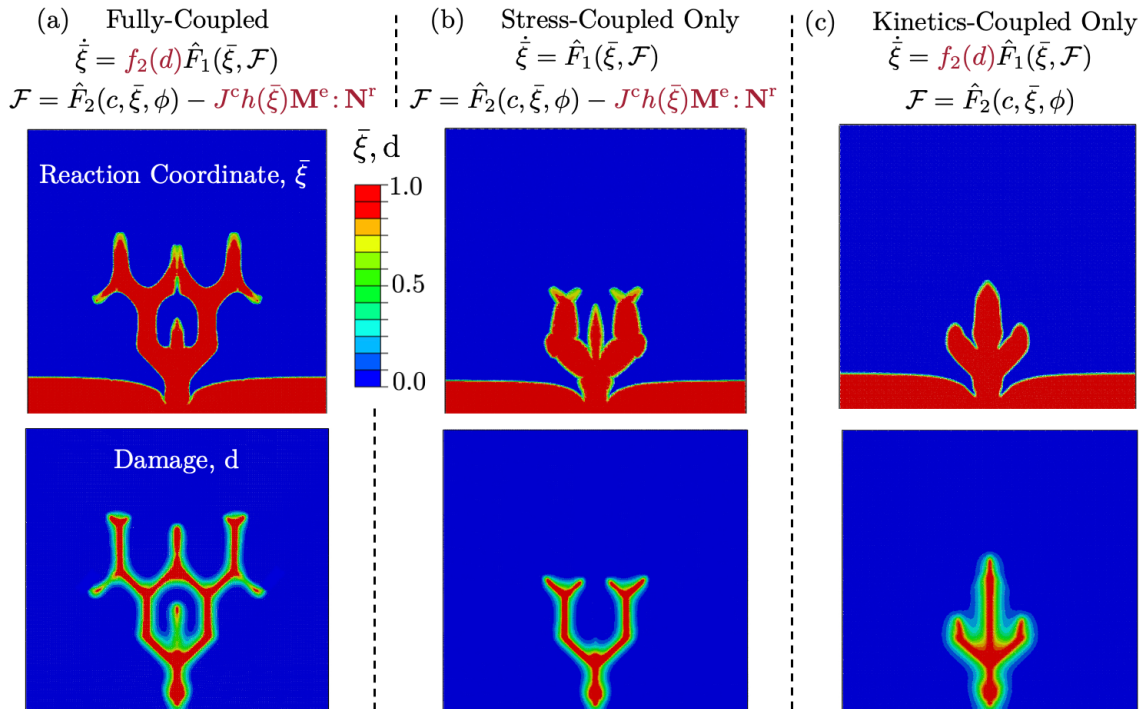 (a) Fully-Coupled
ξ̄̇ = f₂(d)F̂₁(ξ̄, ℱ)
ℱ = F̂₂(c, ξ̄, ϕ) − Jᶜh(ξ̄)Mᵉ : Nʳ
(b) Stress-Coupled Only
ξ̄̇ = F̂₁(ξ̄, ℱ)
ℱ = F̂₂(c, ξ̄, ϕ) − Jᶜh(ξ̄)Mᵉ : Nʳ
(c) Kinetics-Coupled Only
ξ̄̇ = f₂(d)F̂₁(ξ̄, ℱ)
ℱ = F̂₂(c, ξ̄, ϕ)
Reaction Coordinate, ξ̄
ξ̄, d
1.0
0.5
0.0
Damage, d